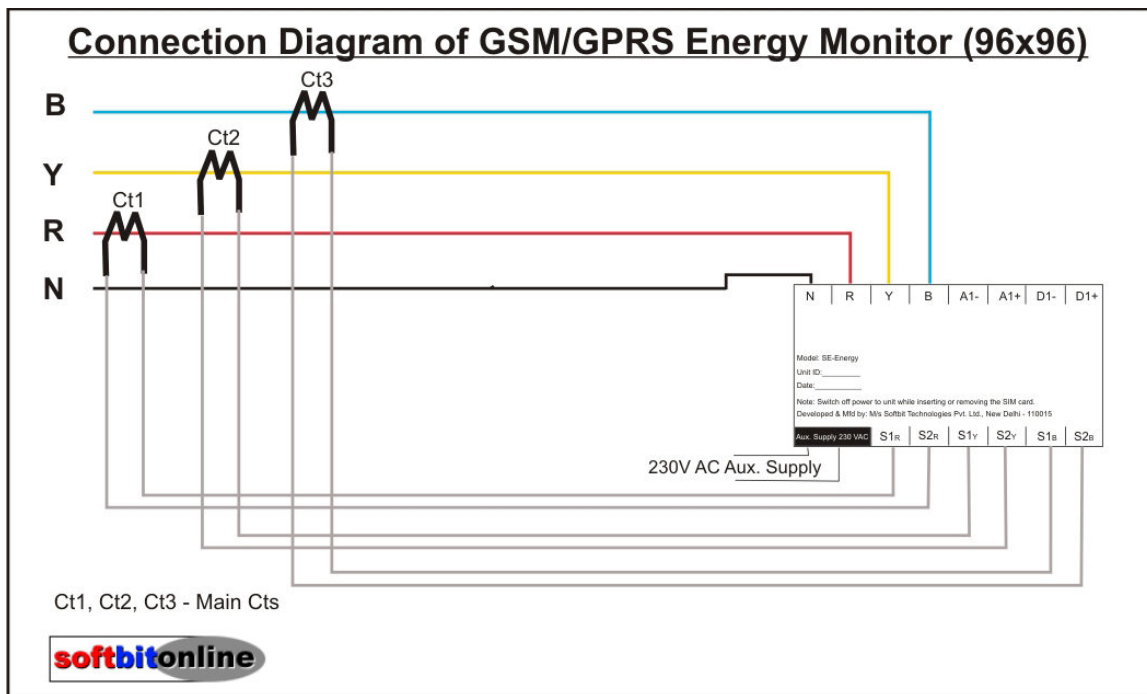 Connection Diagram of GSM/GPRS Energy Monitor (96x96)
Ct3
B
Ct2
Y
Ct1
R
N
N R Y B A1- A1+ D1- D1+
Model: SE-Energy
Unit ID:_________
Date:___________
Note: Switch off power to unit while inserting or removing the SIM card.
Developed & Mfd by: M/s Softbit Technologies Pvt. Ltd., New Delhi - 110015
Aux. Supply 230 VAC S1R S2R S1Y S2Y S1B S2B
230V AC Aux. Supply
Ct1, Ct2, Ct3 - Main Cts
softbitonline